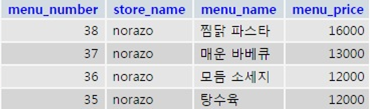 menu_number store_name menu_name menu_price
38 norazo 찜닭 파스타 16000
37 norazo 매운 바베큐 13000
36 norazo 모듬 소세지 12000
35 norazo 탕수육 12000